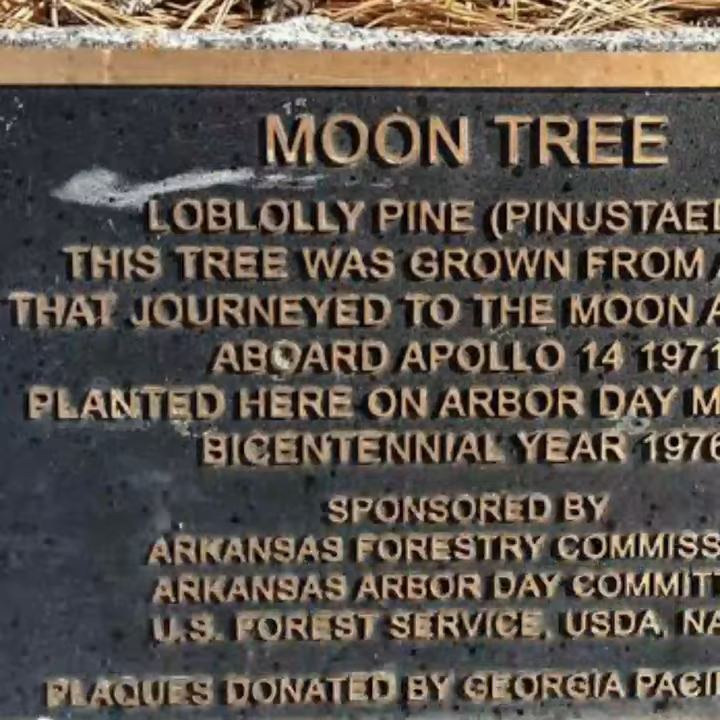 MOON TREE
LOBLOLLY PINE (PINUSTAED
THIS TREE WAS GROWN FROM A
THAT JOURNEYED TO THE MOON A
ABOARD APOLLO 14 1971
PLANTED HERE ON ARBOR DAY M
BICENTENNIAL YEAR 1976
SPONSORED BY
ARKANSAS FORESTRY COMMISS
ARKANSAS ARBOR DAY COMMITT
U.S. FOREST SERVICE, USDA, NA
PLAQUES DONATED BY GEORGIA PACIF